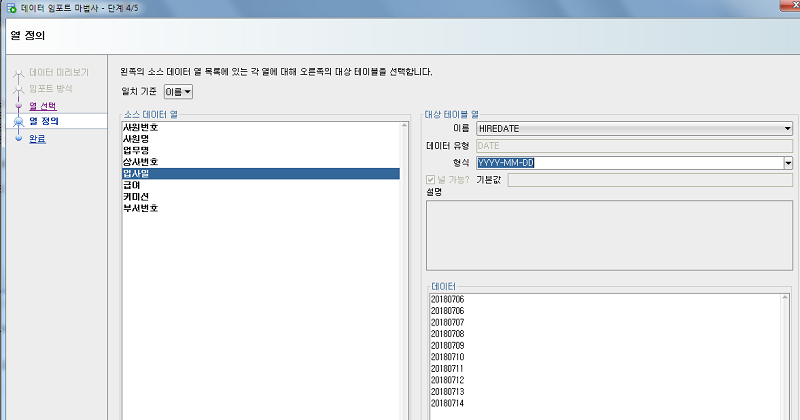 데이터 임포트 마법사 - 단계 4/5
열 정의
데이터 미리보기
임포트 방식
열 선택
열 정의
완료
왼쪽의 소스 데이터 열 목록에 있는 각 열에 대해 오른쪽의 대상 테이블을 선택합니다.
일치 기준 이름
소스 데이터 열
사원번호
사원명
업무명
상사번호
입사일
급여
커미션
부서번호
대상 테이블 열
이름 HIREDATE
데이터 유형 DATE
형식 YYYY-MM-DD
널 가능? 기본값
설명
데이터
20180706
20180706
20180707
20180708
20180709
20180710
20180711
20180712
20180713
20180714